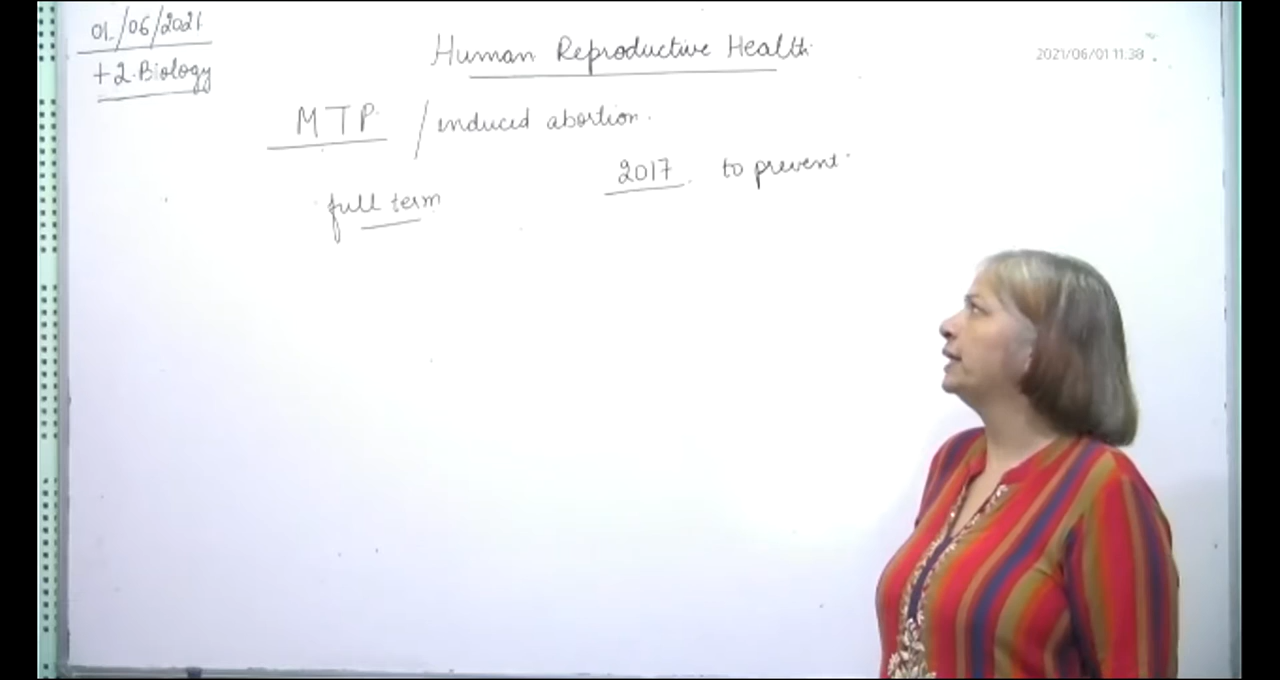 01/06/2021
+2 Biology
Human Reproductive Health
2021/06/01 11:38
MTP / induced abortion.
2017 to prevent
full term